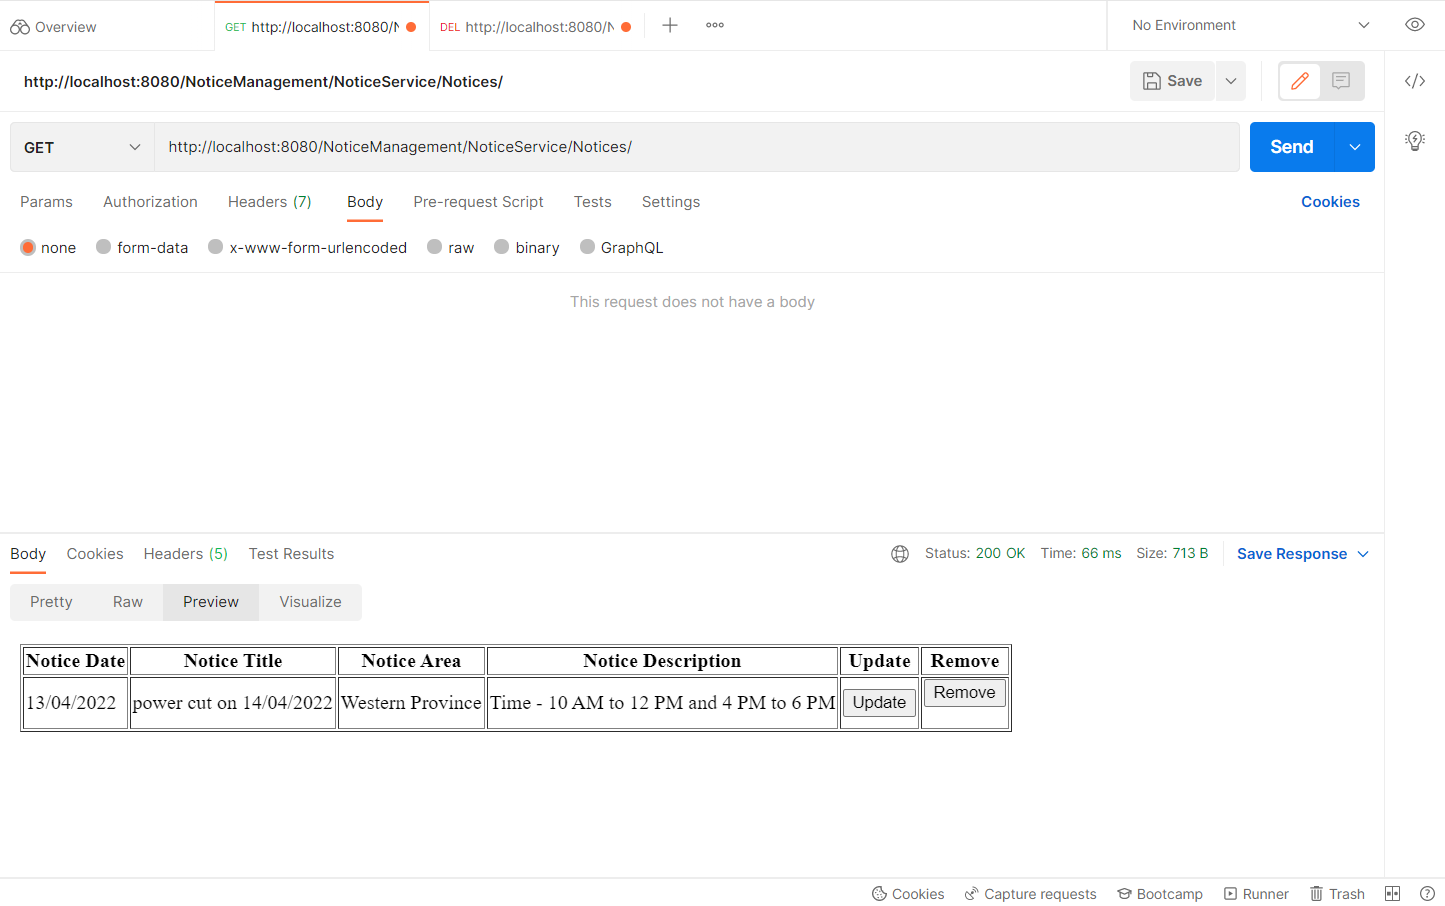 Overview
GET http://localhost:8080/N
DEL http://localhost:8080/N
No Environment
http://localhost:8080/NoticeManagement/NoticeService/Notices/
Save
GET http://localhost:8080/NoticeManagement/NoticeService/Notices/
Send
Params Authorization Headers (7) Body Pre-request Script Tests Settings Cookies
none form-data x-www-form-urlencoded raw binary GraphQL
This request does not have a body
Body Cookies Headers (5) Test Results Status: 200 OK Time: 66 ms Size: 713 B Save Response
Pretty Raw Preview Visualize
Notice Date Notice Title Notice Area Notice Description Update Remove
13/04/2022 power cut on 14/04/2022 Western Province Time - 10 AM to 12 PM and 4 PM to 6 PM Update Remove
Cookies Capture requests Bootcamp Runner Trash